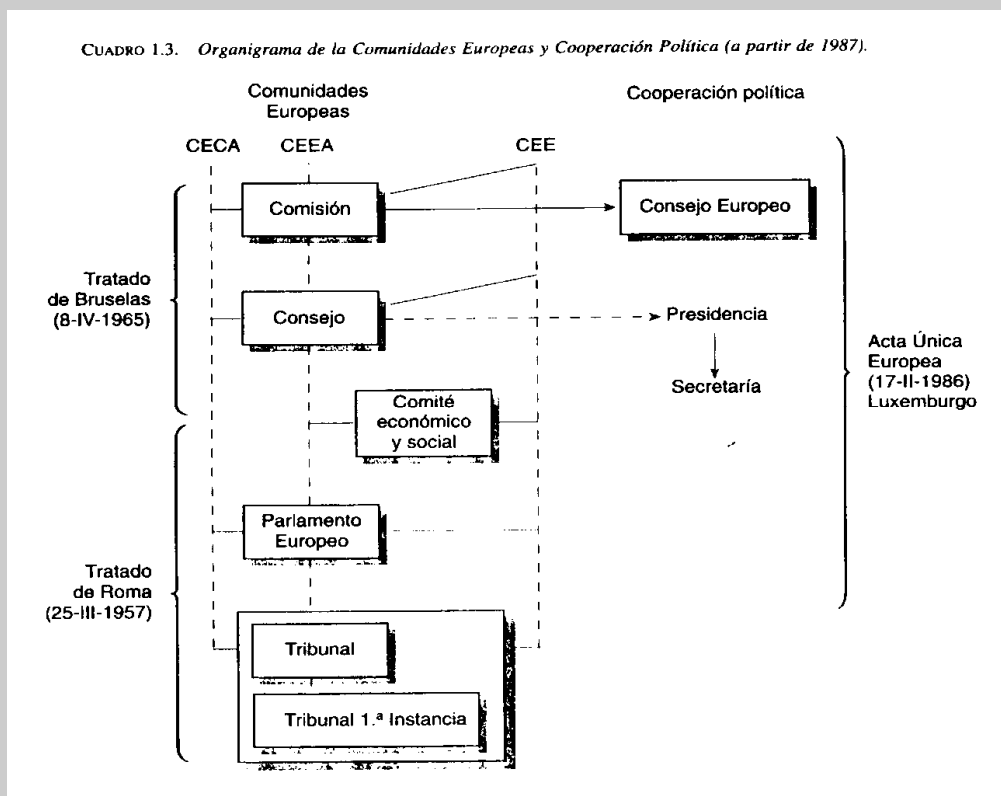 CUADRO 1.3. Organigrama de la Comunidades Europeas y Cooperación Política (a partir de 1987).
Comunidades
Europeas
Cooperación política
CECA
CEEA
CEE
Comisión
Consejo Europeo
Tratado
de Bruselas
(8-IV-1965)
Consejo
Presidencia
Secretaría
Acta Única
Europea
(17-II-1986)
Luxemburgo
Comité
económico
y social
Parlamento
Europeo
Tratado
de Roma
(25-III-1957)
Tribunal
Tribunal 1.ª Instancia